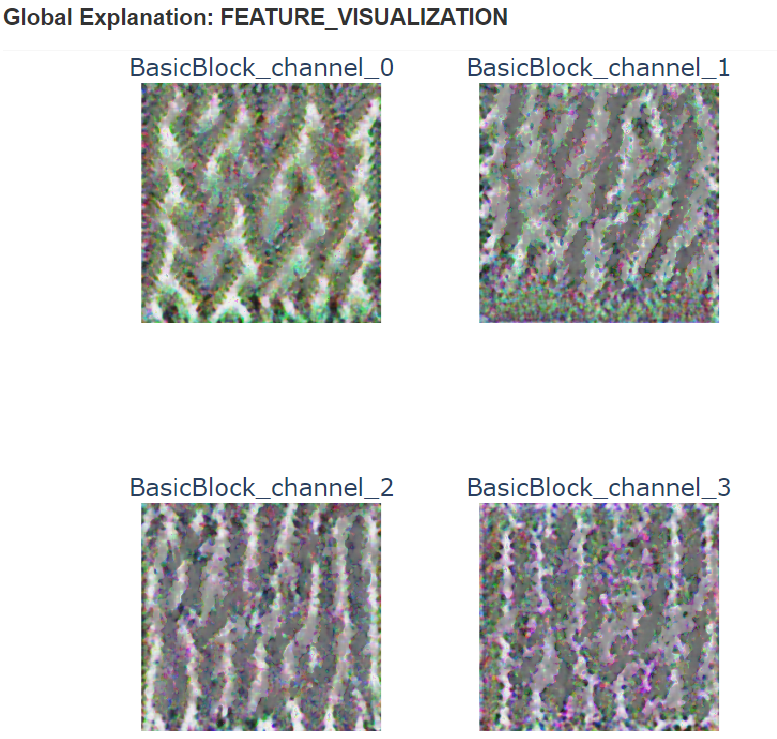 Global Explanation: FEATURE_VISUALIZATION
BasicBlock_channel_0
BasicBlock_channel_1
BasicBlock_channel_2
BasicBlock_channel_3